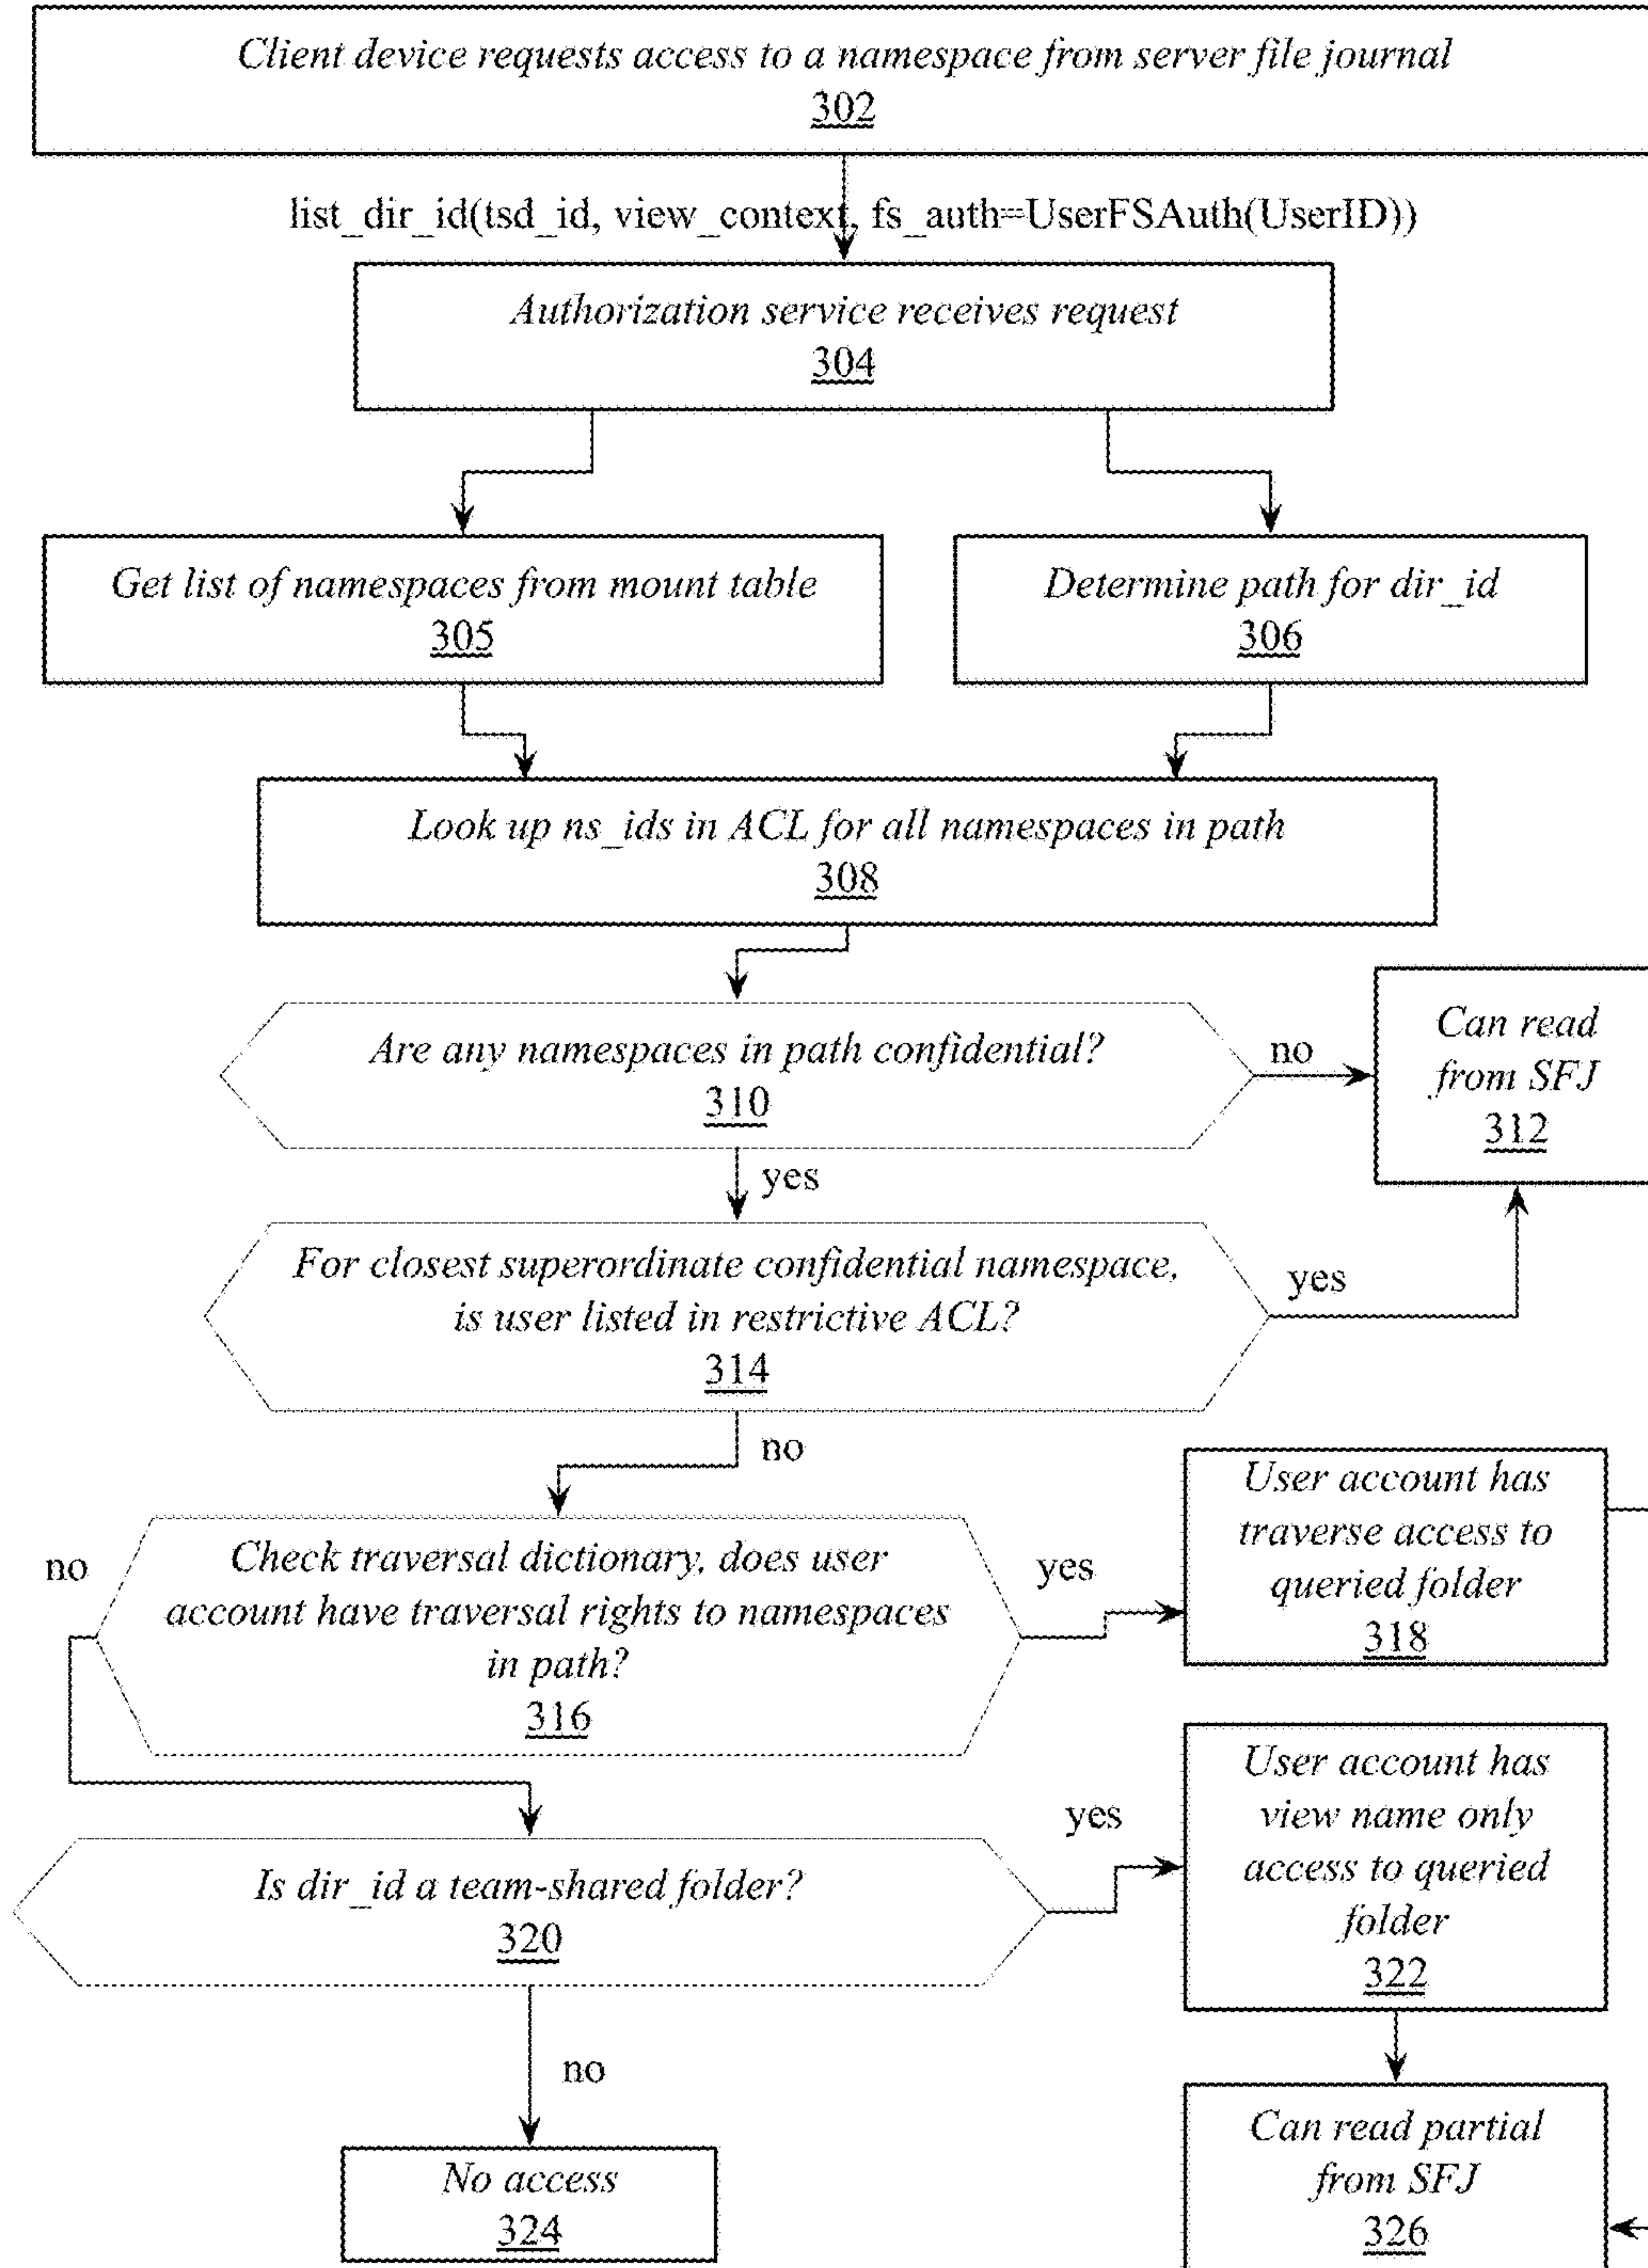 Client device requests access to a namespace from server file journal
302
list_dir_id(tsd_id, view_context, fs_auth=UserFSAuth(UserID))
Authorization service receives request
304
Get list of namespaces from mount table
305
Determine path for dir_id
306
Look up ns_ids in ACL for all namespaces in path
308
Are any namespaces in path confidential?
310
no
Can read
from SFJ
312
yes
For closest superordinate confidential namespace,
is user listed in restrictive ACL?
314
yes
no
Check traversal dictionary, does user
account have traversal rights to namespaces
in path?
316
no
yes
User account has
traverse access to
queried folder
318
Is dir_id a team-shared folder?
320
yes
User account has
view name only
access to queried
folder
322
no
No access
324
Can read partial
from SFJ
326